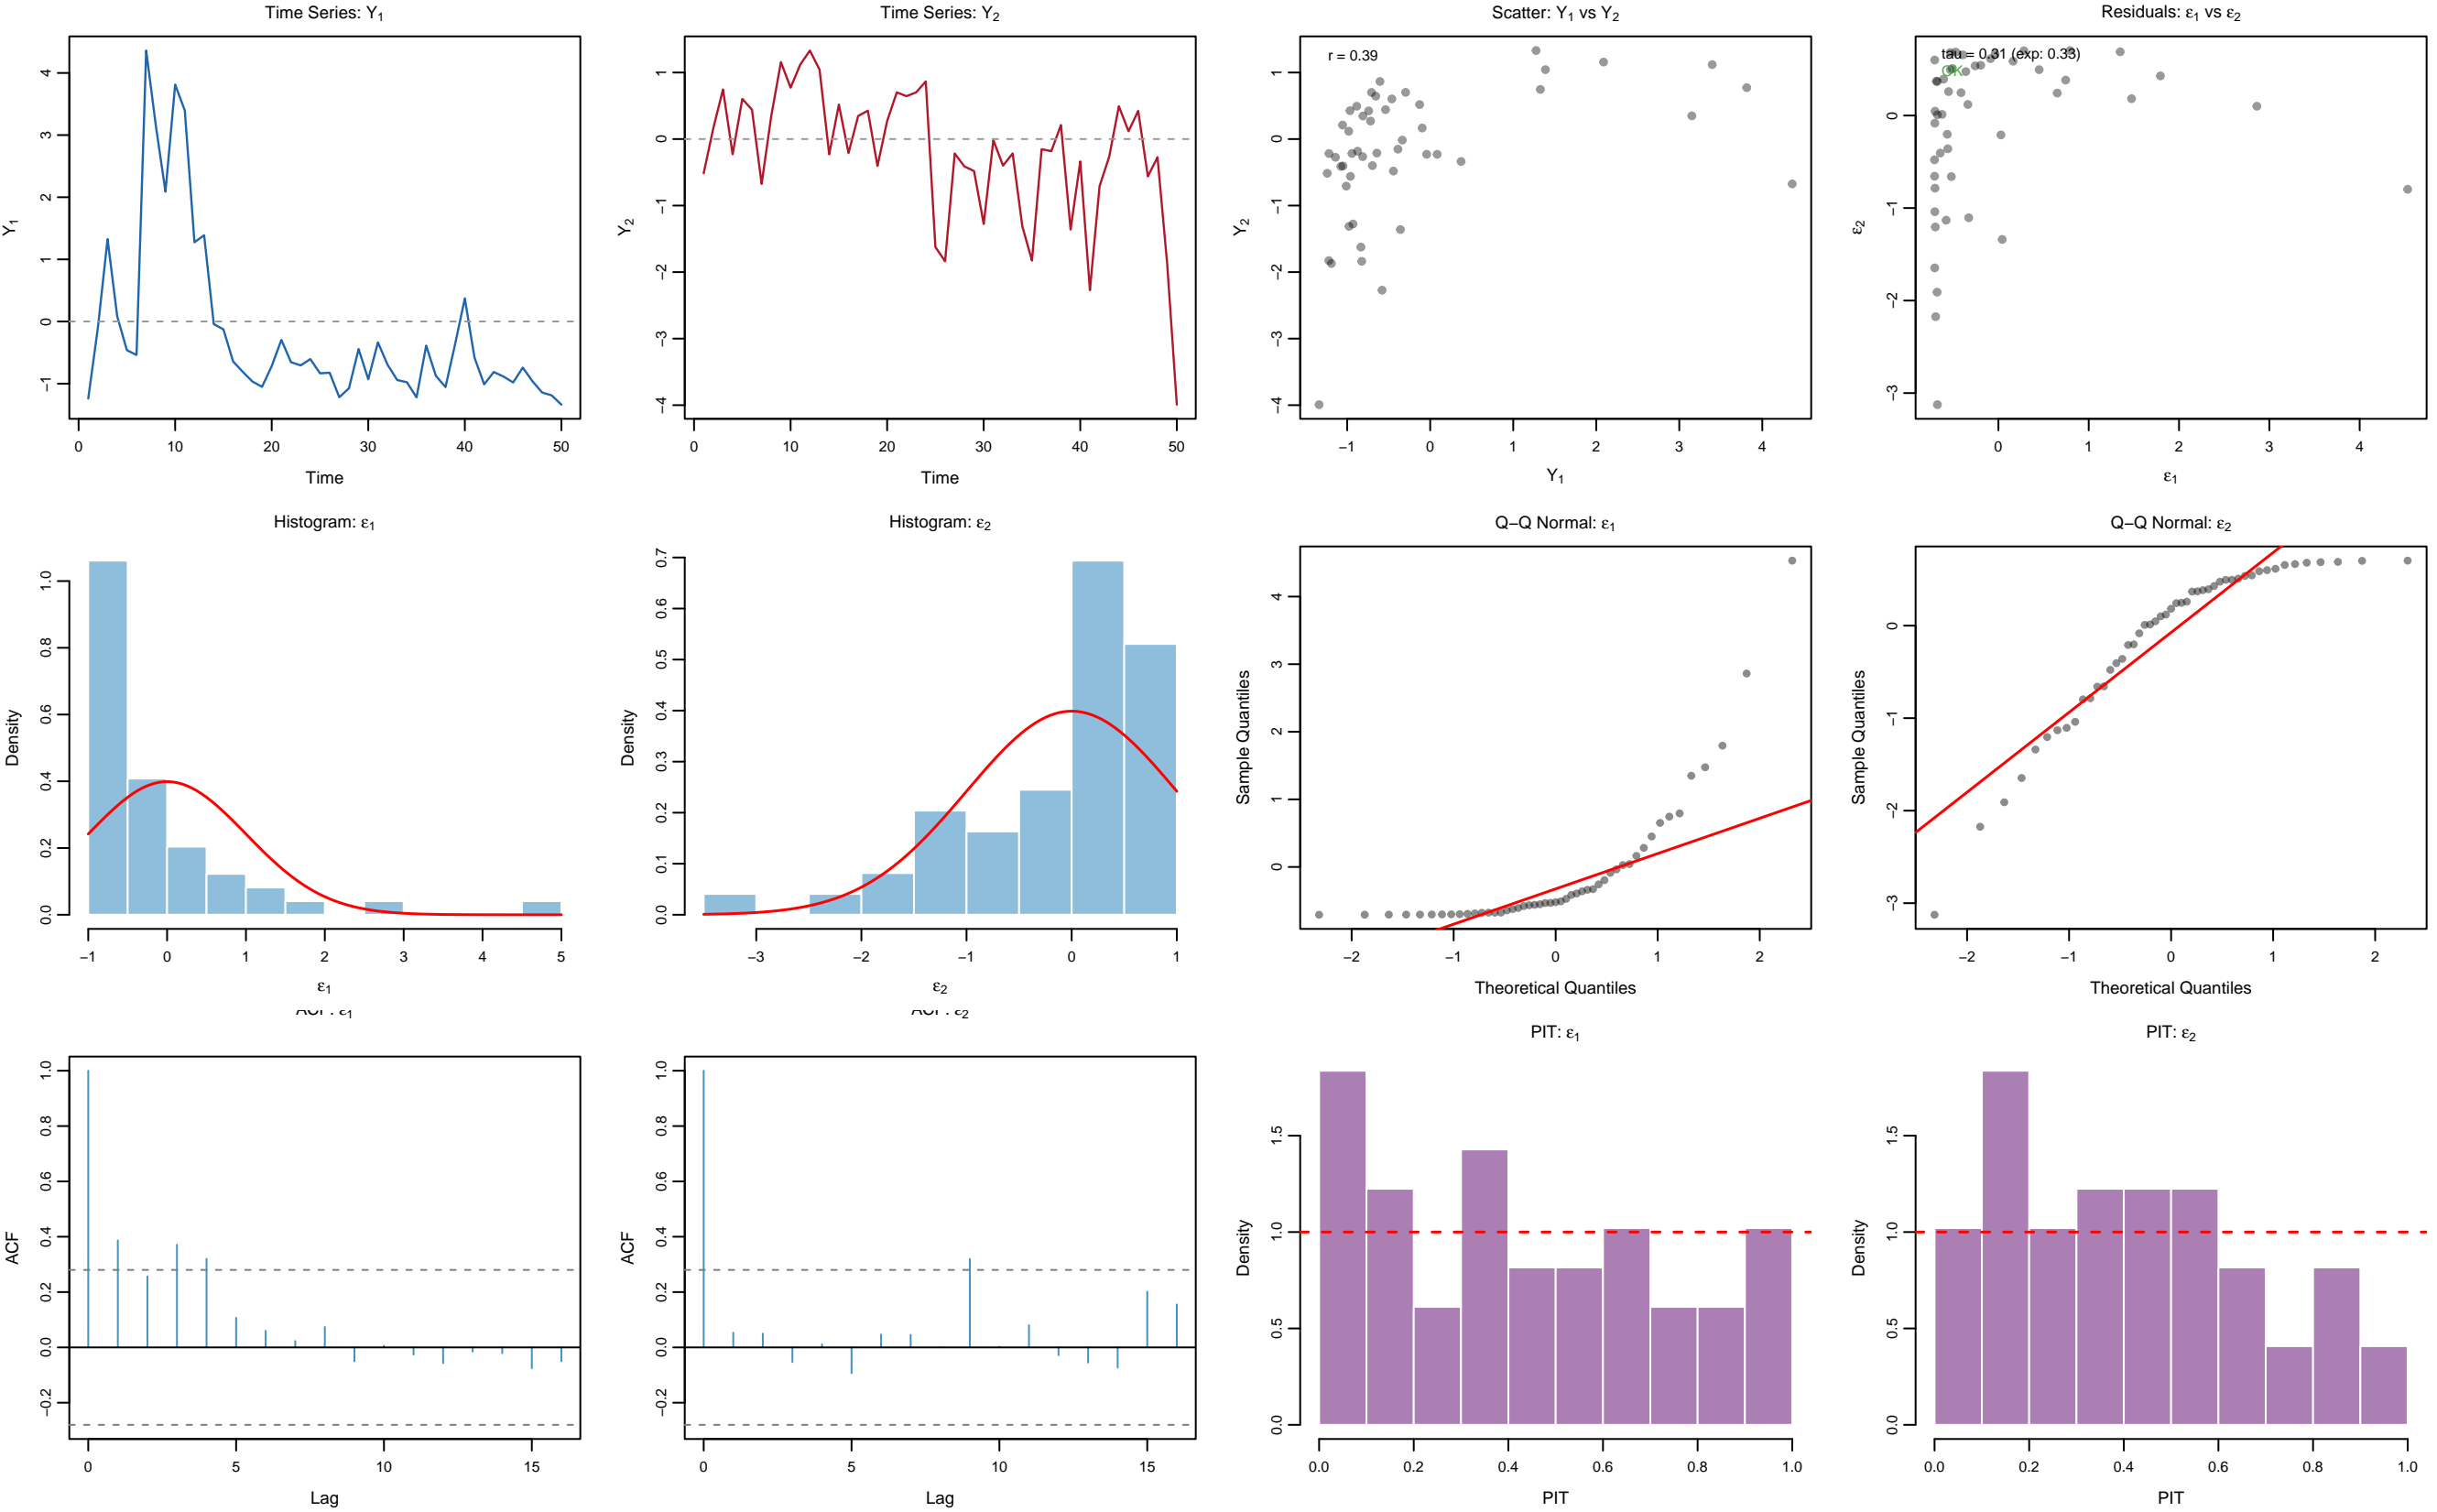 Time Series: Y₁
4
3
2
1
0
−1
Y₁
0 10 20 30 40 50
Time
Time Series: Y₂
1
0
−1
−2
−3
−4
Y₂
0 10 20 30 40 50
Time
Scatter: Y₁ vs Y₂
r = 0.39
1
0
−1
−2
−3
−4
Y₂
−1 0 1 2 3 4
Y₁
Residuals: ε₁ vs ε₂
tau = 0.31 (exp: 0.33)
OK
0
−1
−2
−3
ε₂
0 1 2 3 4
ε₁
Histogram: ε₁
1.0
0.8
0.6
0.4
0.2
0.0
Density
−1 0 1 2 3 4 5
ε₁
Histogram: ε₂
0.7
0.6
0.5
0.4
0.3
0.2
0.1
0.0
Density
−3 −2 −1 0 1
ε₂
Q−Q Normal: ε₁
4
3
2
1
0
Sample Quantiles
−2 −1 0 1 2
Theoretical Quantiles
Q−Q Normal: ε₂
0
−1
−2
−3
Sample Quantiles
−2 −1 0 1 2
Theoretical Quantiles
ACF: ε₁
1.0
0.8
0.6
0.4
0.2
0.0
−0.2
ACF
0 5 10 15
Lag
ACF: ε₂
1.0
0.8
0.6
0.4
0.2
0.0
−0.2
ACF
0 5 10 15
Lag
PIT: ε₁
1.5
1.0
0.5
0.0
Density
0.0 0.2 0.4 0.6 0.8 1.0
PIT
PIT: ε₂
1.5
1.0
0.5
0.0
Density
0.0 0.2 0.4 0.6 0.8 1.0
PIT